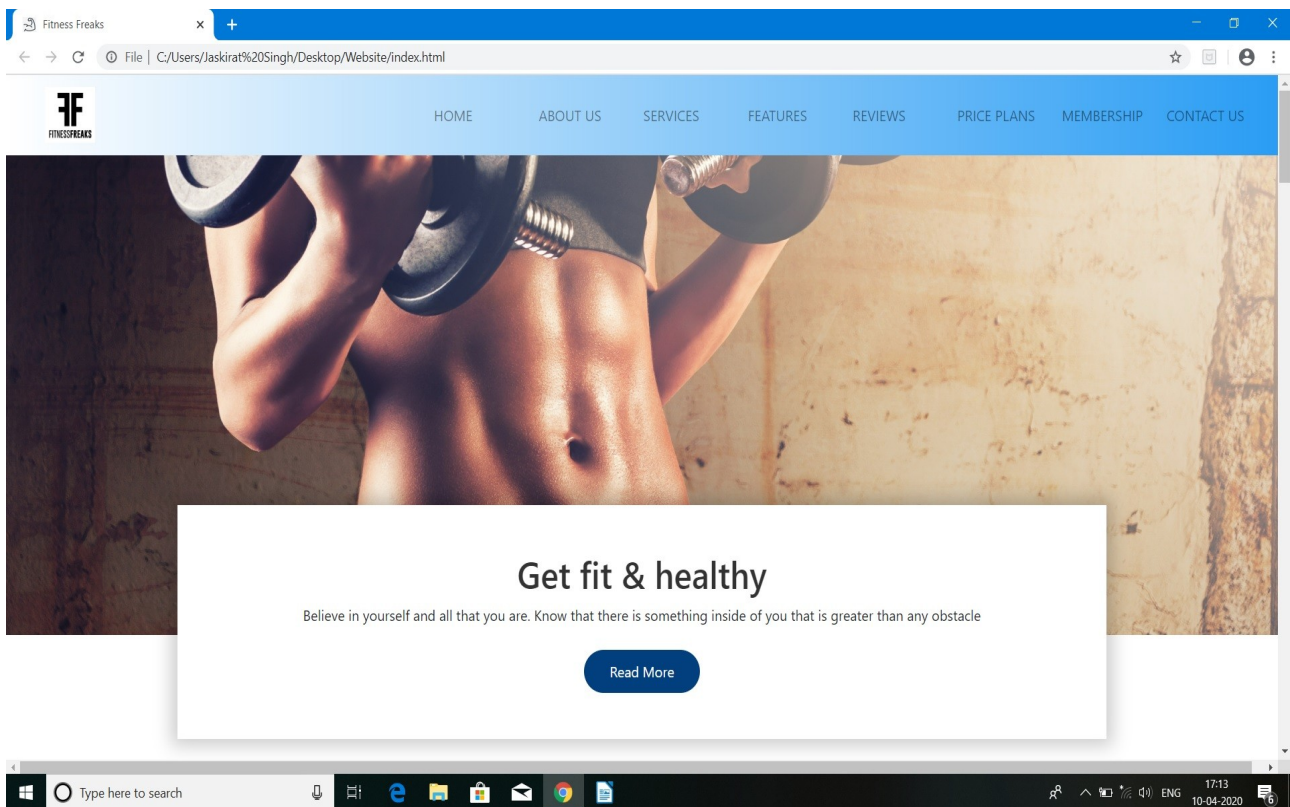 Fitness Freaks
File | C:/Users/Jaskirat%20Singh/Desktop/Website/index.html
FF
FITNESSFREAKS
HOME ABOUT US SERVICES FEATURES REVIEWS PRICE PLANS MEMBERSHIP CONTACT US
Get fit & healthy
Believe in yourself and all that you are. Know that there is something inside of you that is greater than any obstacle
Read More
Type here to search
ENG
17:13
10-04-2020
6